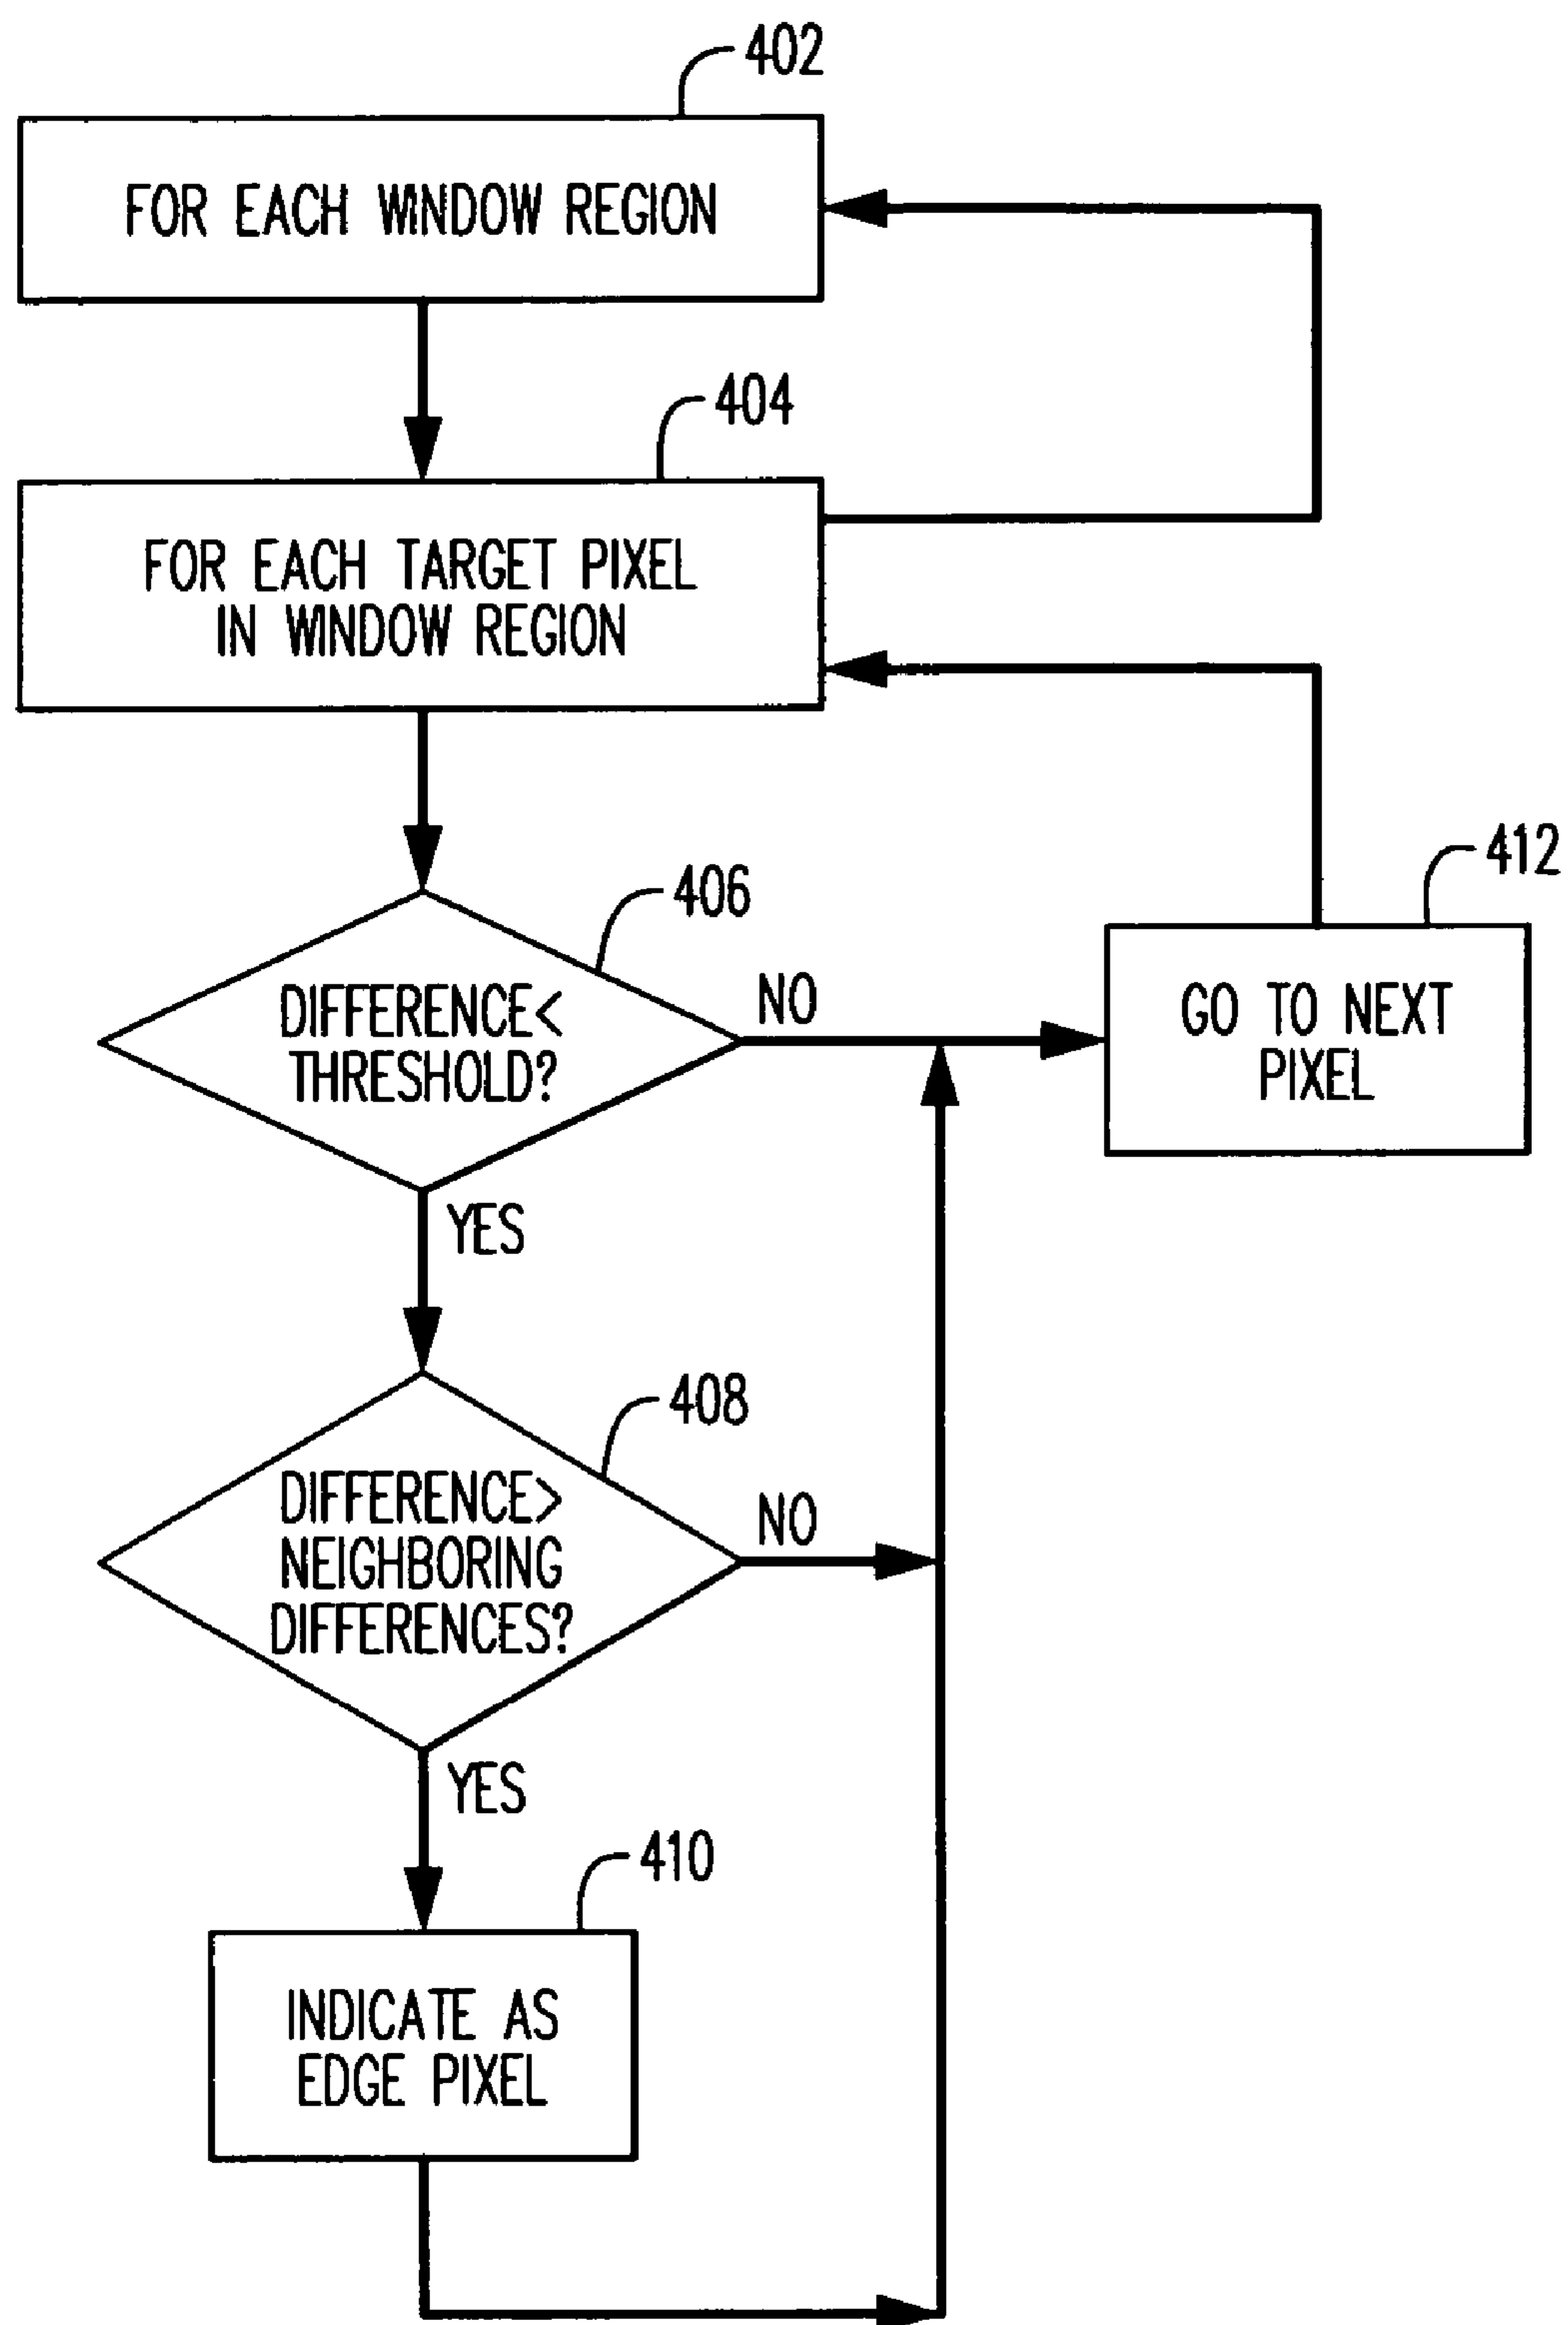 402
FOR EACH WINDOW REGION
404
FOR EACH TARGET PIXEL
IN WINDOW REGION
406
DIFFERENCE<
THRESHOLD?
NO
412
GO TO NEXT
PIXEL
YES
408
DIFFERENCE>
NEIGHBORING
DIFFERENCES?
NO
YES
410
INDICATE AS
EDGE PIXEL